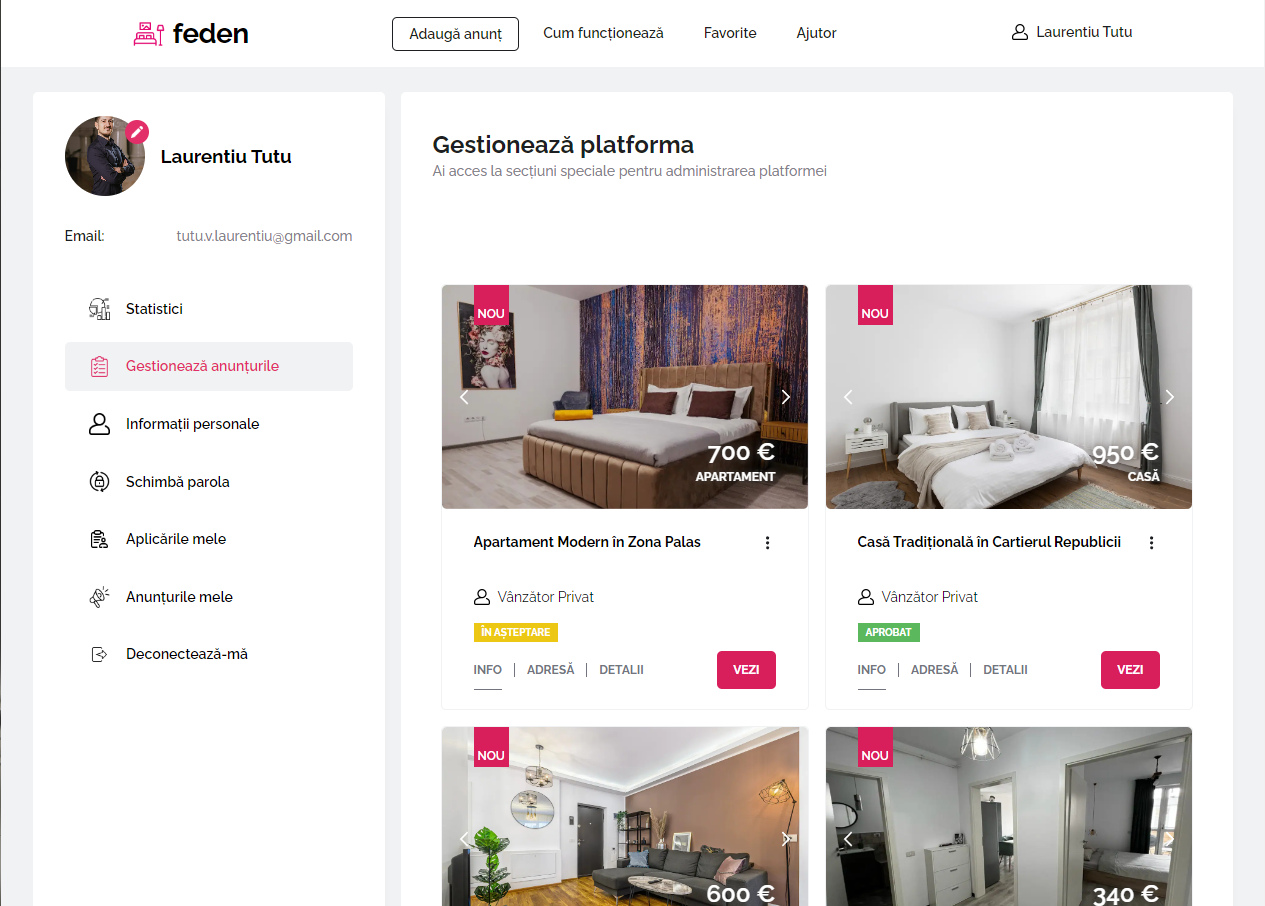 feden
Adaugă anunț
Cum funcționează
Favorite
Ajutor
Laurentiu Tutu
Laurentiu Tutu
Email:
tutu.v.laurentiu@gmail.com
Statistici
Gestionează anunțurile
Informații personale
Schimbă parola
Aplicările mele
Anunțurile mele
Deconectează-mă
Gestionează platforma
Ai acces la secțiuni speciale pentru administrarea platformei
NOU
700 €
APARTAMENT
Apartament Modern în Zona Palas
Vânzător Privat
ÎN AȘTEPTARE
INFO | ADRESĂ | DETALII
VEZI
NOU
950 €
CASĂ
Casă Tradițională în Cartierul Republicii
Vânzător Privat
APROBAT
INFO | ADRESĂ | DETALII
VEZI
NOU
600 €
NOU
340 €